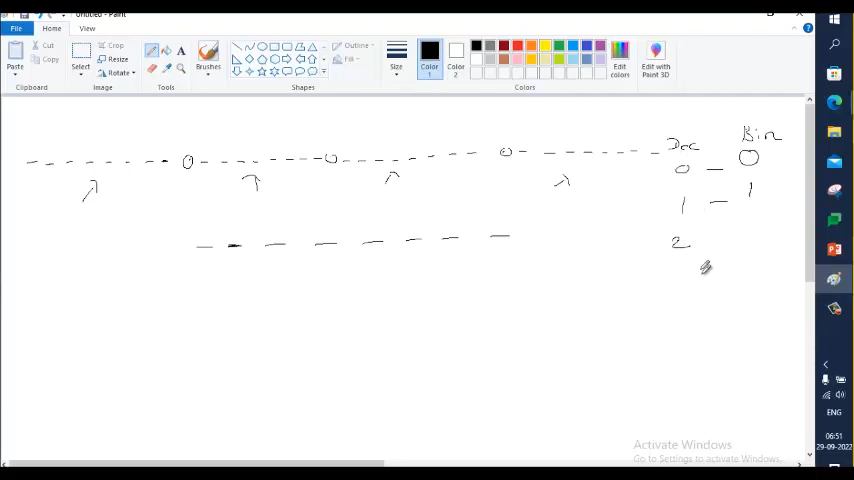 Untitled - Paint
File Home View
Paste
Cut
Copy
Clipboard
Select
Crop
Resize
Rotate
Image
Tools
Brushes
Shapes
Outline
Fill
Size
Color 1
Color 2
Edit colors
Edit with Paint 3D
Colors
Dec Bin
0 — 0
1 — 1
2
Activate Windows
Go to Settings to activate Windows.
ENG
06:51
29-09-2022